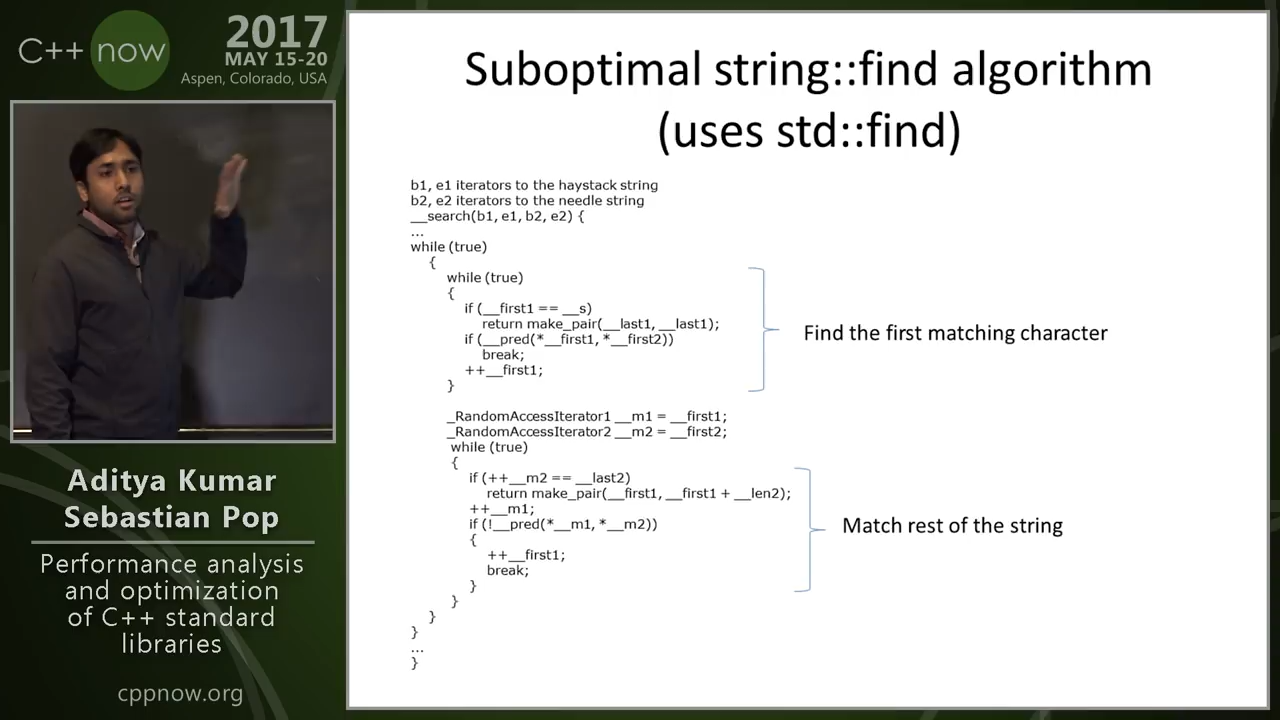 C++ now
2017
MAY 15-20
Aspen, Colorado, USA
Aditya Kumar
Sebastian Pop
Performance analysis
and optimization
of C++ standard
libraries
cppnow.org
Suboptimal string::find algorithm
(uses std::find)
b1, e1 iterators to the haystack string
b2, e2 iterators to the needle string
__search(b1, e1, b2, e2) {
...
while (true)
{
while (true)
{
if (__first1 == __s)
return make_pair(__last1, __last1);
if (__pred(*__first1, *__first2))
break;
++__first1;
}
Find the first matching character
_RandomAccessIterator1 __m1 = __first1;
_RandomAccessIterator2 __m2 = __first2;
while (true)
{
if (++__m2 == __last2)
return make_pair(__first1, __first1 + __len2);
++__m1;
if (!__pred(*__m1, *__m2))
{
++__first1;
break;
}
}
}
}
...
}
Match rest of the string